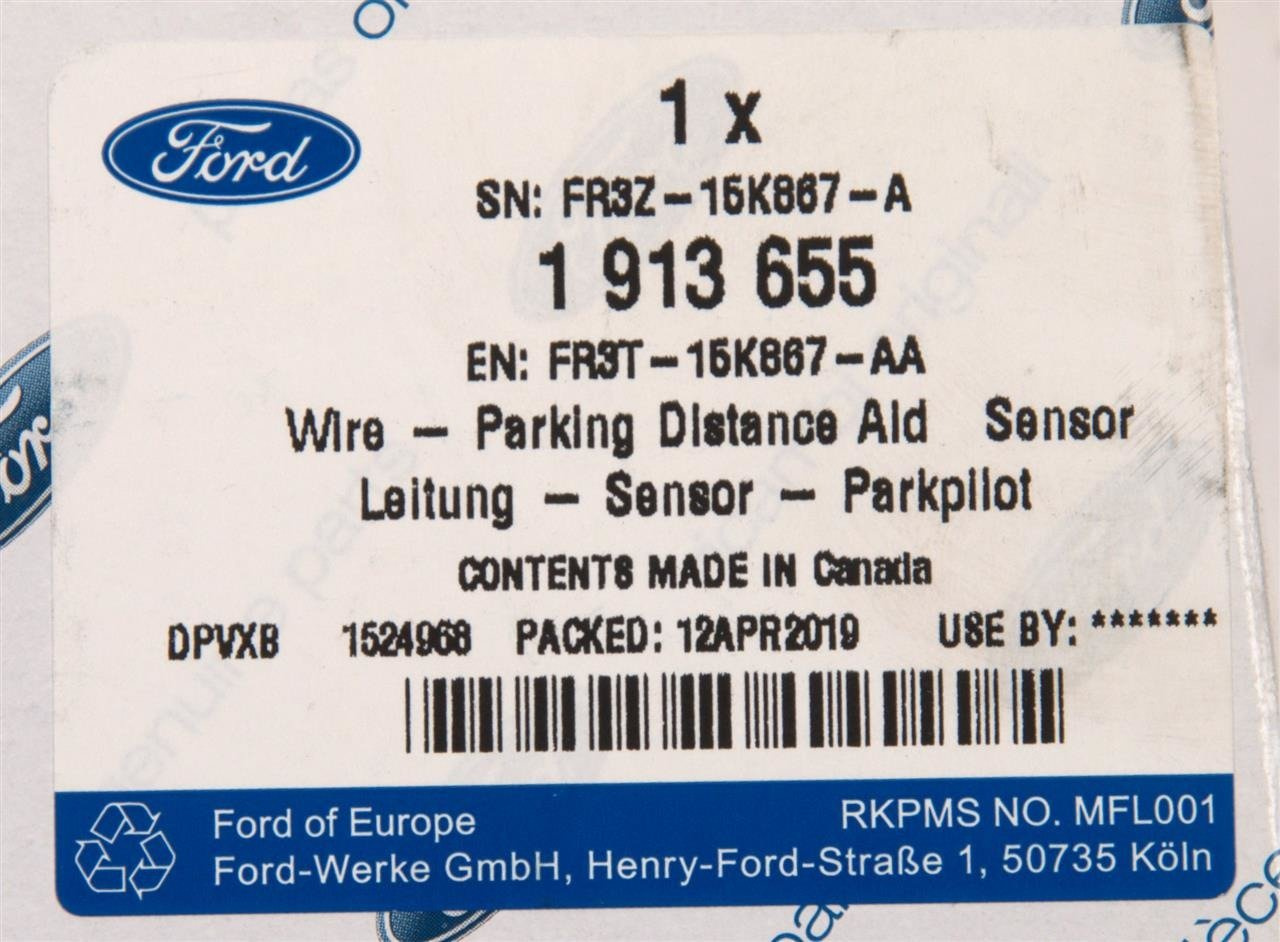 Ford
1 x
SN: FR3Z-15K867-A
1 913 655
EN: FR3T-15K867-AA
Wire - Parking Distance Aid Sensor
Leitung - Sensor - Parkpilot
CONTENTS MADE IN Canada
DPVXB 1524968 PACKED: 12APR2019 USE BY: *******
Ford of Europe RKPMS NO. MFL001
Ford-Werke GmbH, Henry-Ford-Straße 1, 50735 Köln